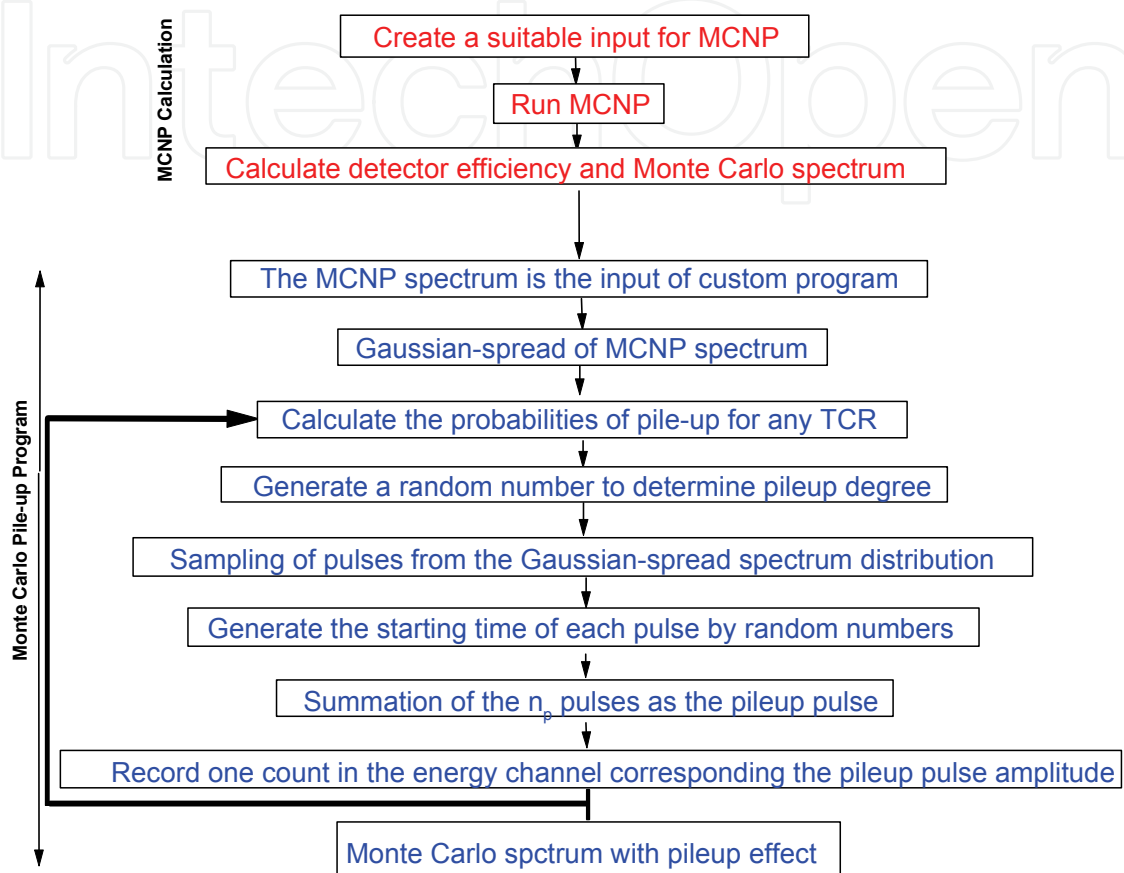 IntechOpen
MCNP Calculation
Create a suitable input for MCNP
Run MCNP
Calculate detector efficiency and Monte Carlo spectrum
Monte Carlo Pile-up Program
The MCNP spectrum is the input of custom program
Gaussian-spread of MCNP spectrum
Calculate the probabilities of pile-up for any TCR
Generate a random number to determine pileup degree
Sampling of pulses from the Gaussian-spread spectrum distribution
Generate the starting time of each pulse by random numbers
Summation of the n_p pulses as the pileup pulse
Record one count in the energy channel corresponding the pileup pulse amplitude
Monte Carlo spctrum with pileup effect